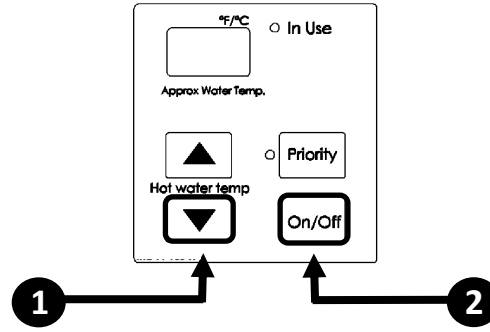 °F/°C
In Use
Approx Water Temp.
Priority
Hot water temp
On/Off
1
2